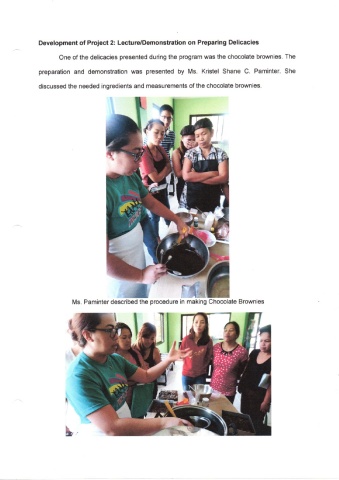 Development of Project 2: Lecture/Demonstration on Preparing Delicacies
One of the delicacies presented during the program was the chocolate brownies. The
preparation and demonstration was presented by Ms. Kristel Shane C. Paminter. She
discussed the needed ingredients and measurements of the chocolate brownies.
Ms. Paminter described the procedure in making Chocolate Brownies